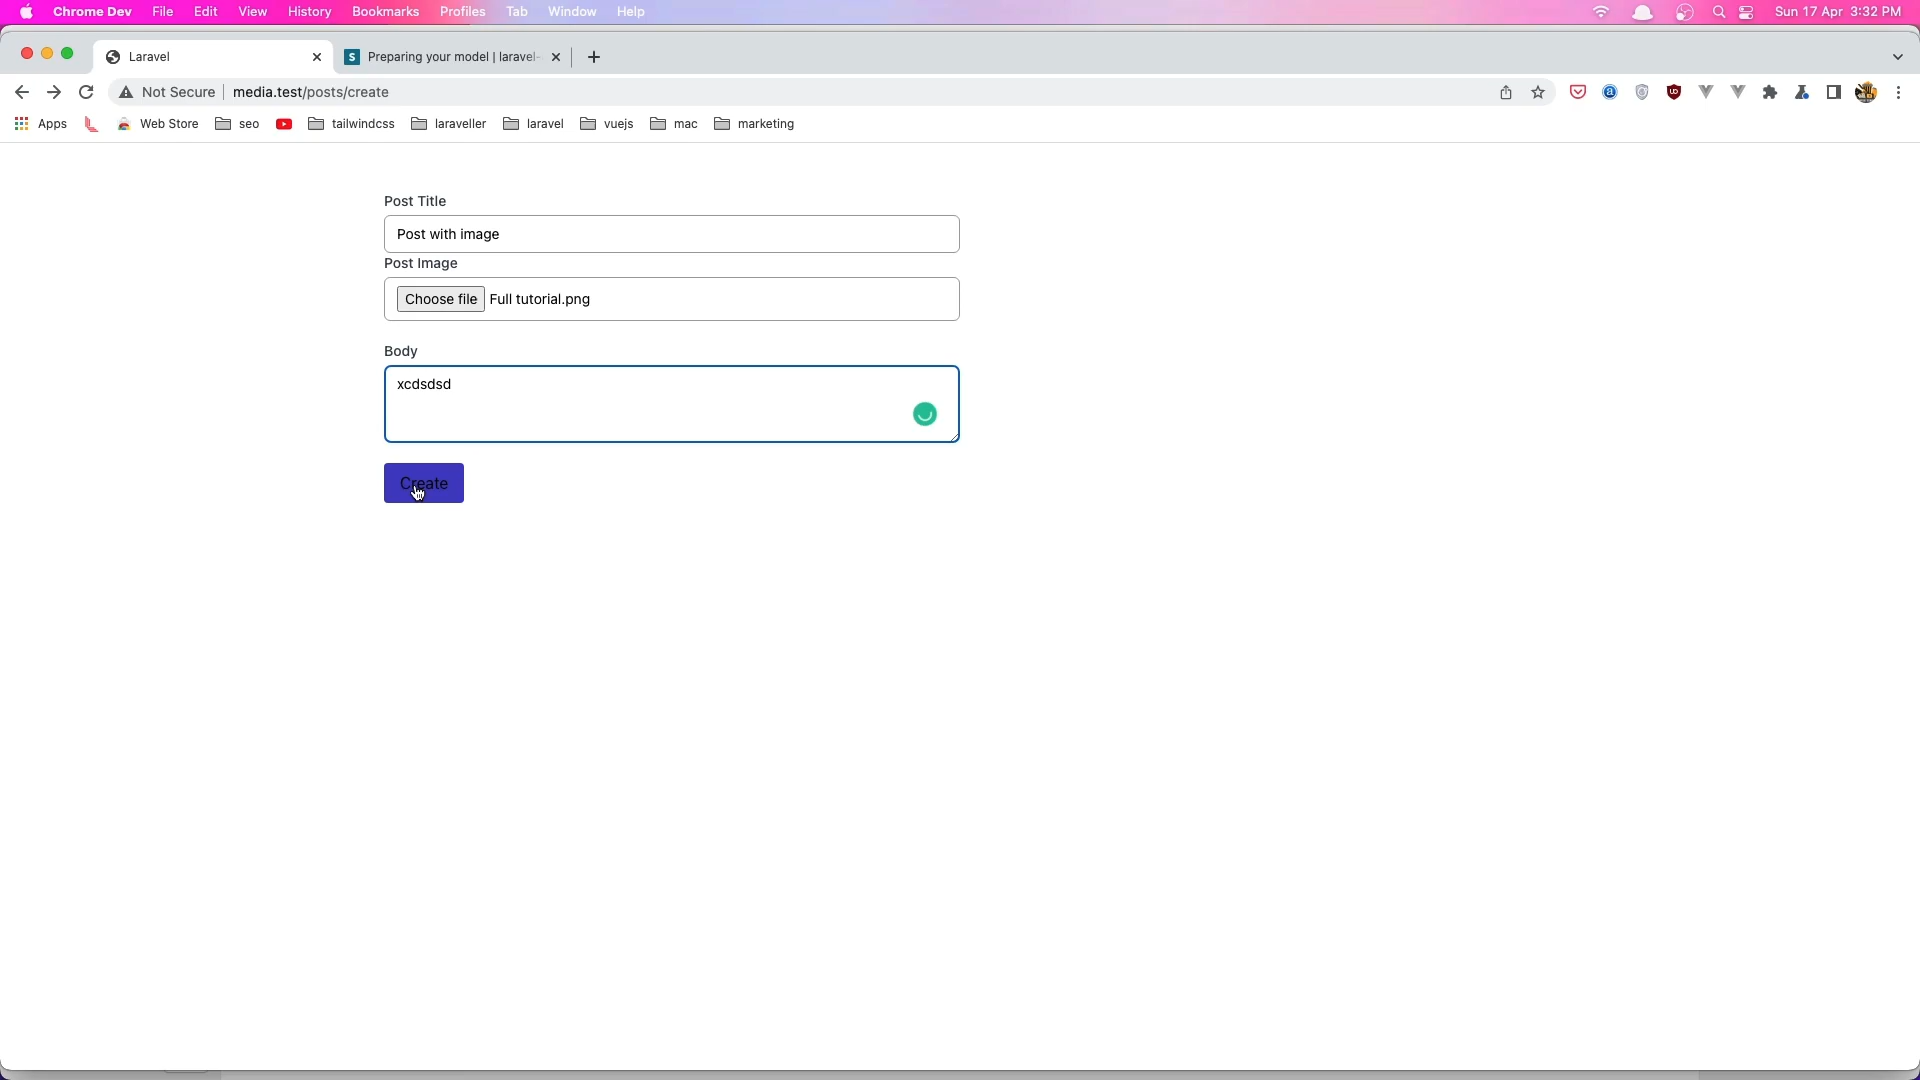 Chrome Dev File Edit View History Bookmarks Profiles Tab Window Help Sun 17 Apr 3:32 PM
Laravel Preparing your model | laravel-
Not Secure media.test/posts/create
Apps Web Store seo tailwindcss laraveller laravel vuejs mac marketing
Post Title
Post with image
Post Image
Choose file Full tutorial.png
Body
xcdsdsd
Create